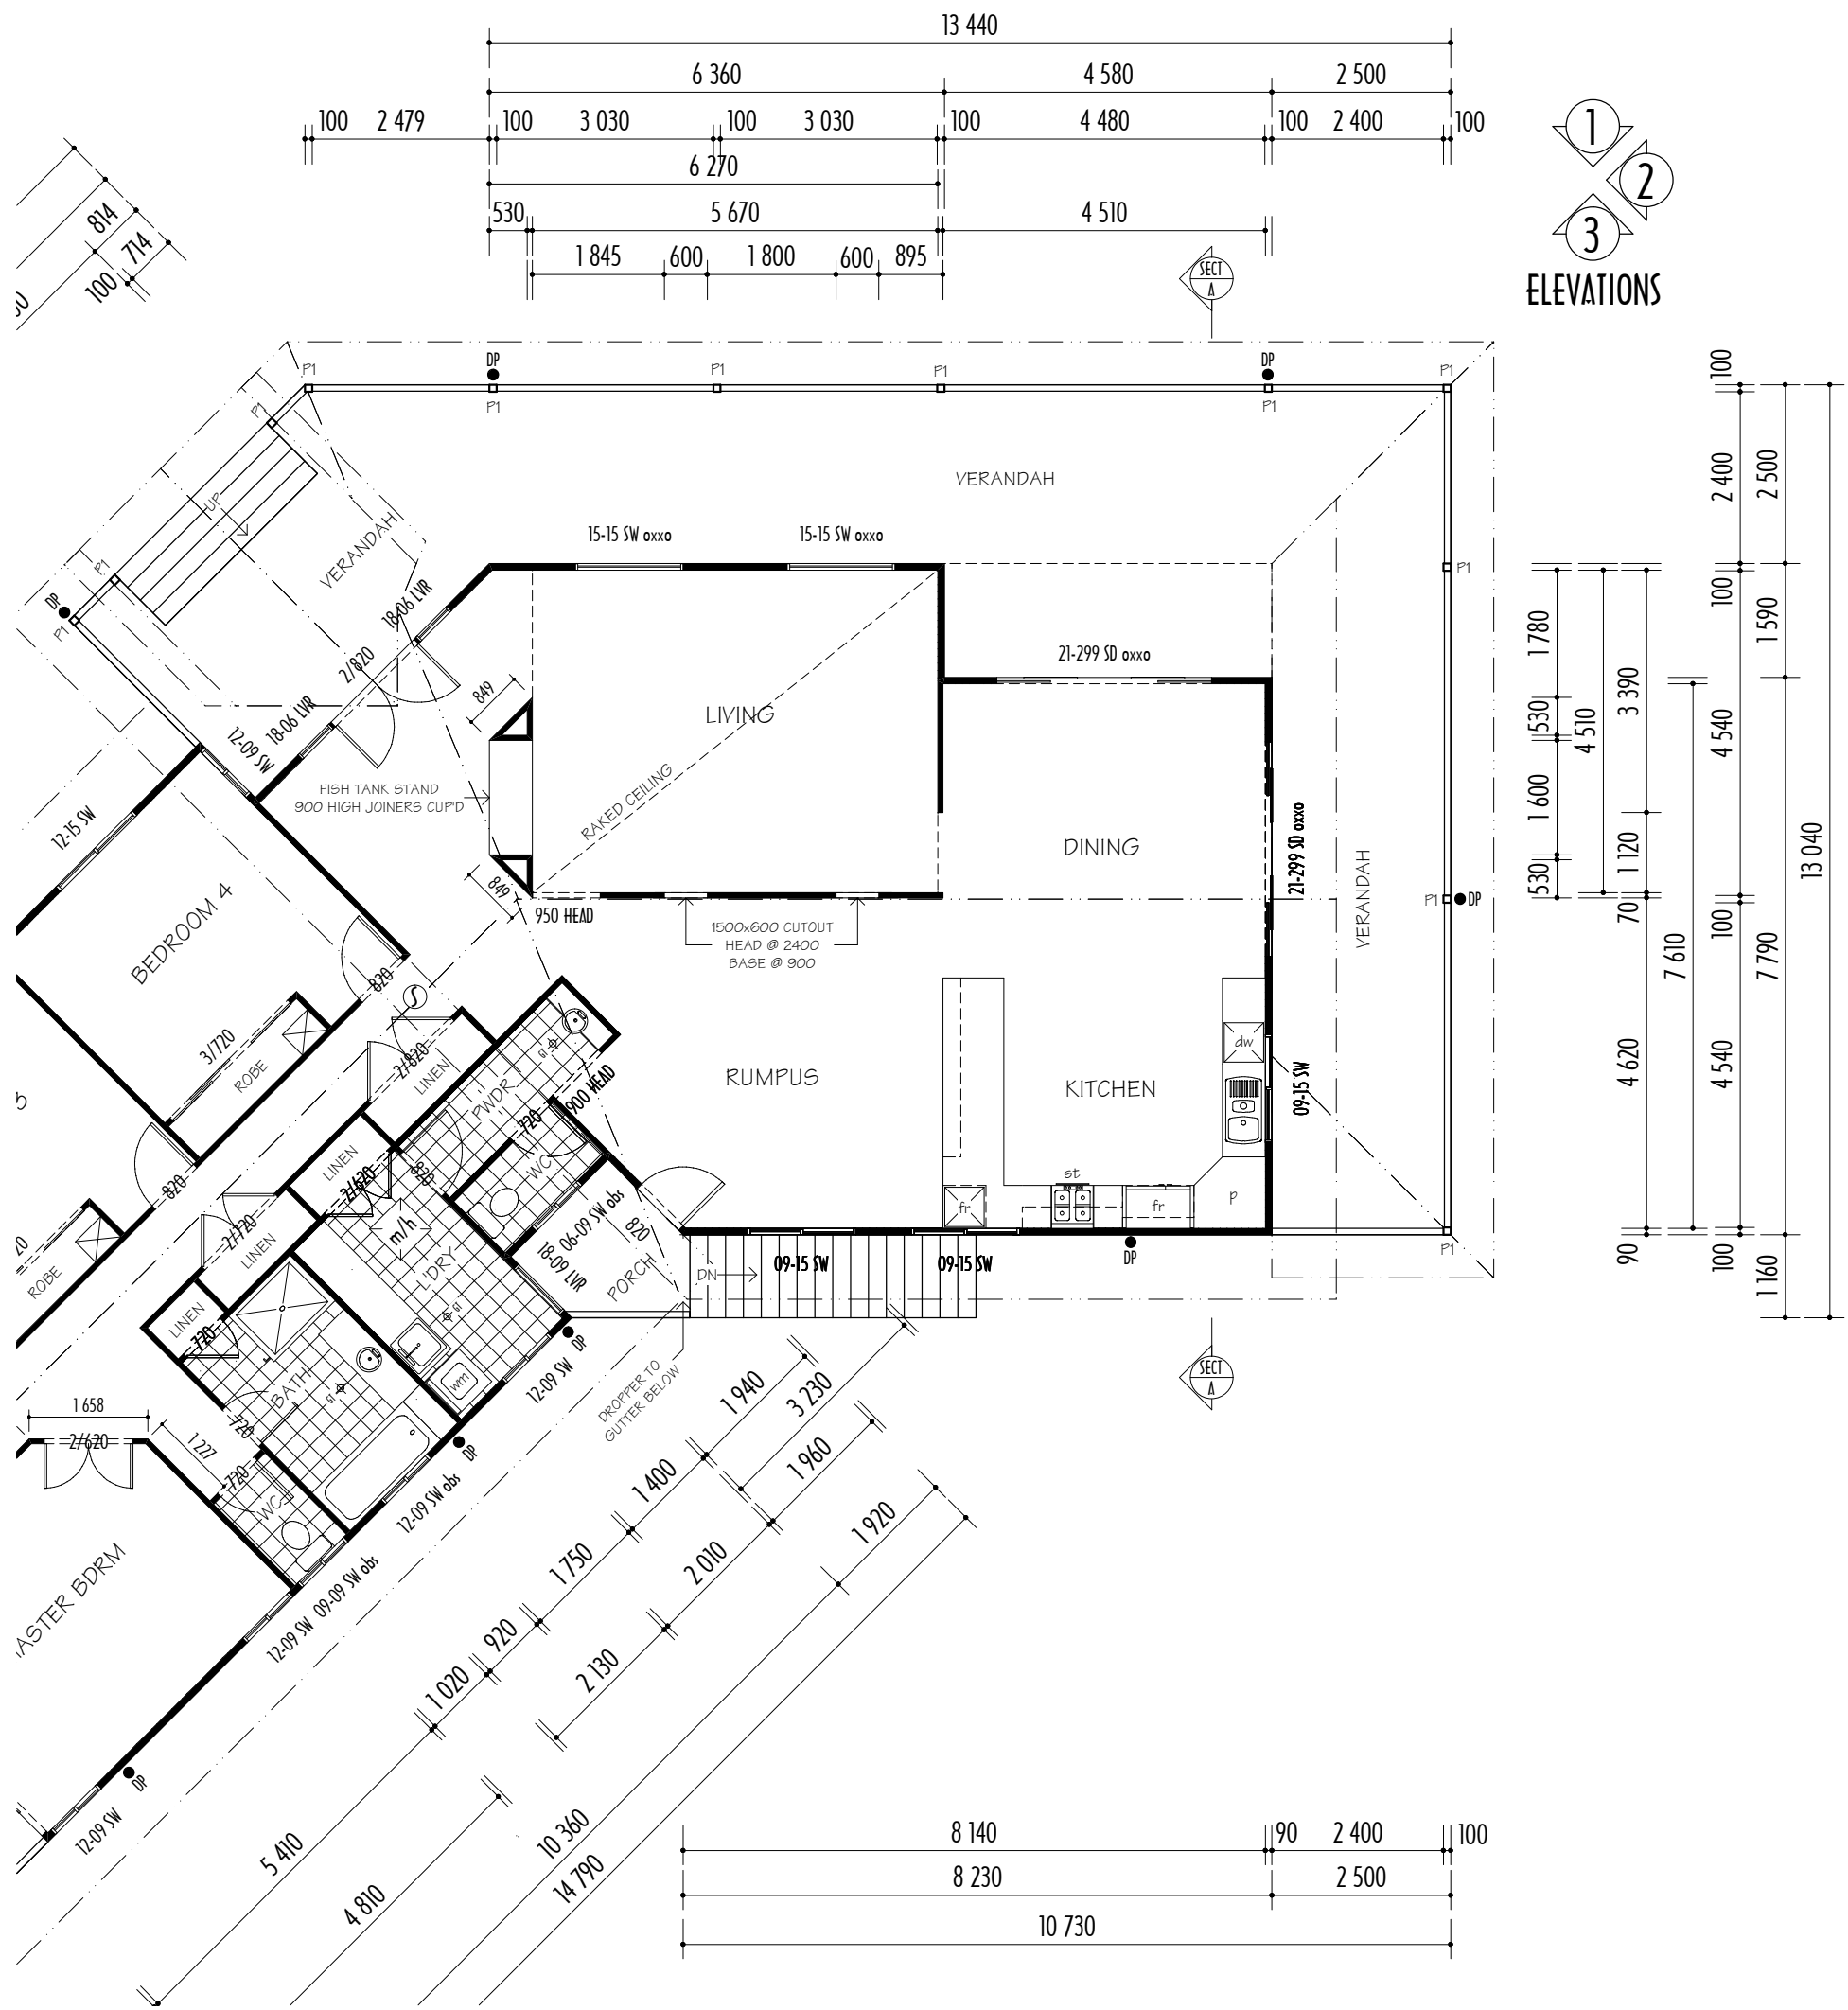 13 440
6 360 4 580 2 500
100 2 479 100 3 030 100 3 030 100 4 480 100 2 400 100
6 270
530 5 670 4 510
1 845 600 1 800 600 895
814
714
100
SECT
A
1
2
3
ELEVATIONS
DP DP
P1 P1 P1 P1
P1 P1
P1
P1
DP
P1
UP
VERANDAH
VERANDAH
15-15 SW oxxo 15-15 SW oxxo
18-06 LVR
2/820
18-06 LVR
12-09 SW
12-15 SW
849
21-299 SD oxxo
LIVING
FISH TANK STAND
900 HIGH JOINERS CUP'D
RAKED CEILING
DINING
21-299 SD oxxo
VERANDAH
P1
P1 DP
849
950 HEAD
1500x600 CUTOUT
HEAD @ 2400
BASE @ 900
BEDROOM 4
820
S
3/720
ROBE
2/820
LINEN
g1
PWDR
900 HEAD
720
WC
RUMPUS
KITCHEN
dw
09-15 SW
st
fr
fr
P
LINEN
2/620
820
m/h
820
2/720
LINEN
L'DRY
g1
06-09 SW obs
18-09 LVR
820
PORCH
DN
09-15 SW 09-15 SW
DP
P1
20
ROBE
LINEN
720
BATH
g1
720
wm
DP
12-09 SW
DROPPER TO
GUTTER BELOW
SECT
A
1 658
2/620
1 227
720
WC
DP
12-09 SW obs
09-09 SW obs
12-09 SW
ASTER BDRM
DP
12-09 SW
100
2 400 2 500
100
1 780 1 590
3 390
530 4 510 4 540
1 600
1 120
13 040
530
70 100
7 610 7 790
4 620 4 540
90 100
1 160
1 940
3 230
1 400
1 960
1 750
2 010
1 920
920
2 130
1 020
5 410
10 360
4 810
14 790
8 140 90 2 400 100
8 230 2 500
10 730